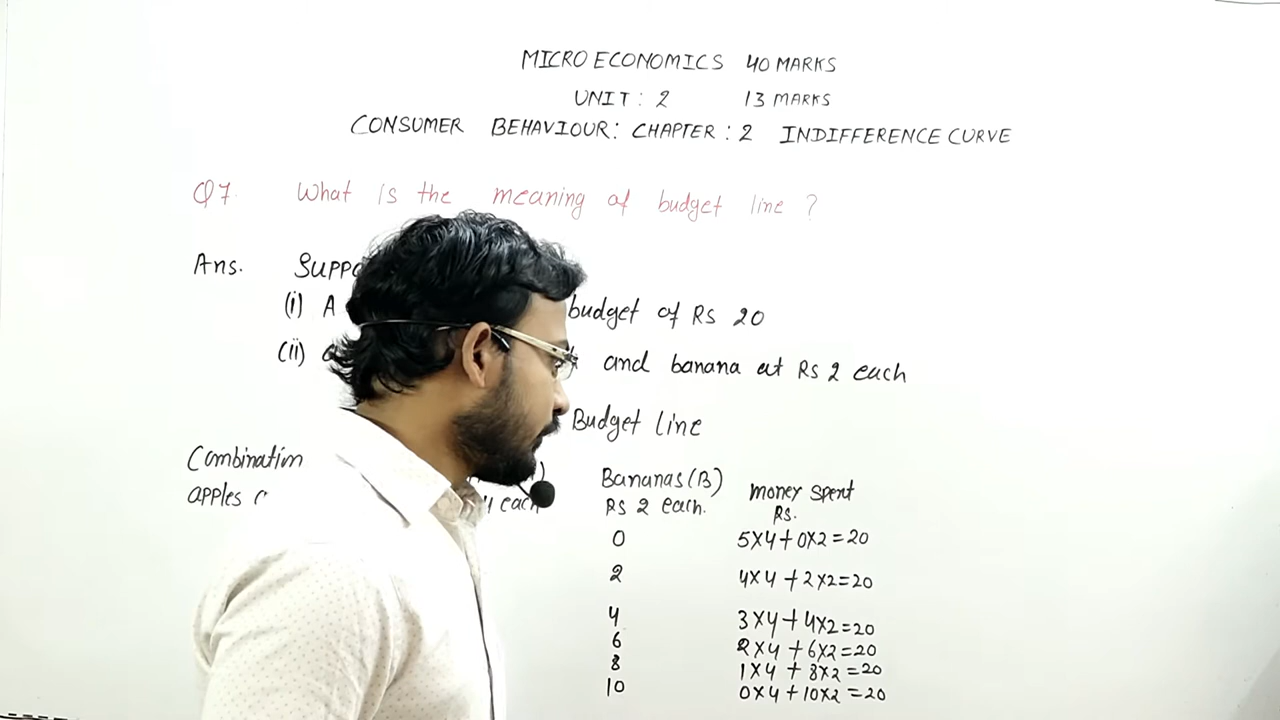 MICRO ECONOMICS 40 MARKS
UNIT : 2 13 MARKS
CONSUMER BEHAVIOUR: CHAPTER : 2 INDIFFERENCE CURVE
Q7. What is the meaning of budget line ?
Ans.
(i) A budget of Rs 20
(ii) and banana at Rs 2 each
Budget line
Combination
apples each
Bananas (B)
Rs 2 each.
money spent
Rs.
0 5x4+0x2=20
2 4x4+2x2=20
4 3x4+4x2=20
6 2x4+6x2=20
8 1x4+8x2=20
10 0x4+10x2=20